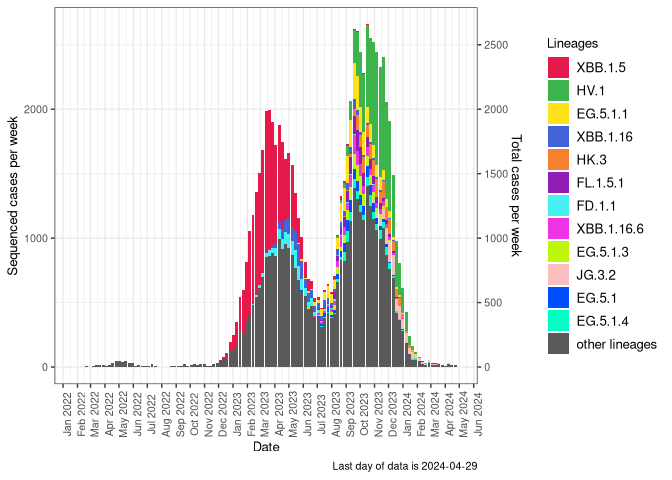 Sequenced cases per week
2000
1000
0
2500
2000
1500
1000
500
0
Total cases per week
Jan 2022
Feb 2022
Mar 2022
Apr 2022
May 2022
Jun 2022
Jul 2022
Aug 2022
Sep 2022
Oct 2022
Nov 2022
Dec 2022
Jan 2023
Feb 2023
Mar 2023
Apr 2023
May 2023
Jun 2023
Jul 2023
Aug 2023
Sep 2023
Oct 2023
Nov 2023
Dec 2023
Jan 2024
Feb 2024
Mar 2024
Apr 2024
May 2024
Jun 2024
Date
Last day of data is 2024-04-29
Lineages
XBB.1.5
HV.1
EG.5.1.1
XBB.1.16
HK.3
FL.1.5.1
FD.1.1
XBB.1.16.6
EG.5.1.3
JG.3.2
EG.5.1
EG.5.1.4
other lineages